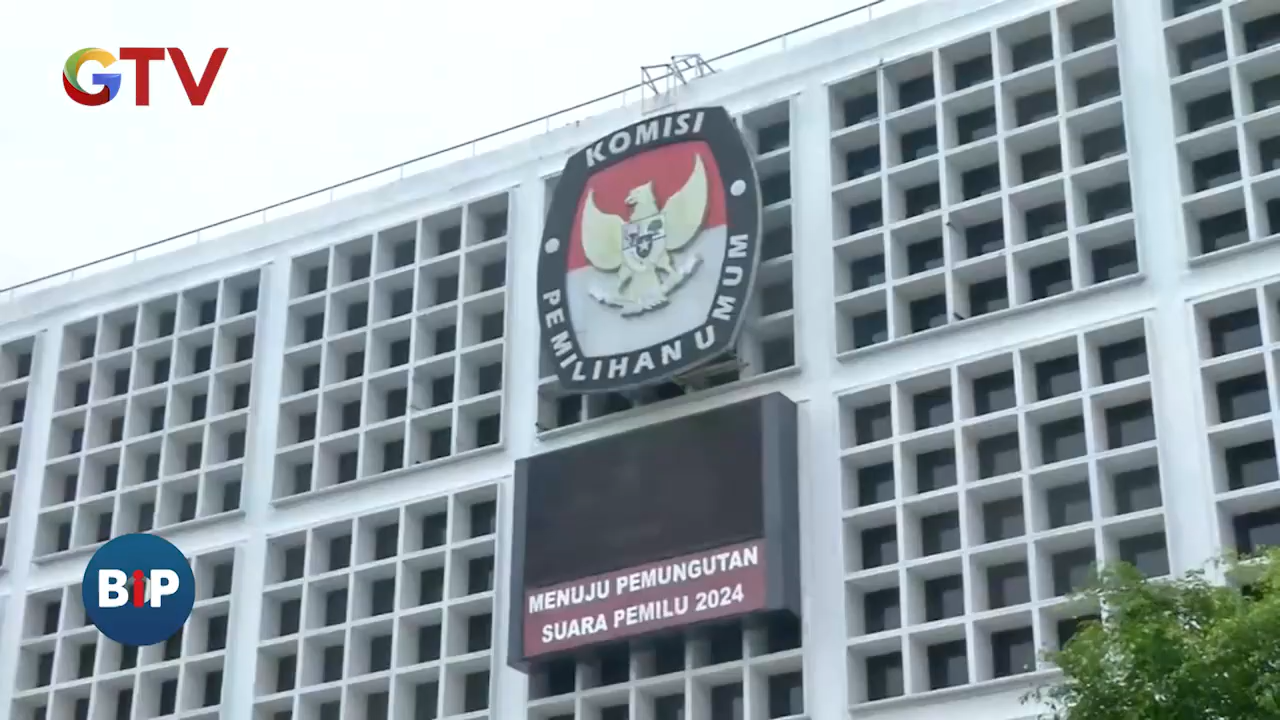 GTV
KOMISI
PEMILIHAN UMUM
MENUJU PEMUNGUTAN
SUARA PEMILU 2024
BiP